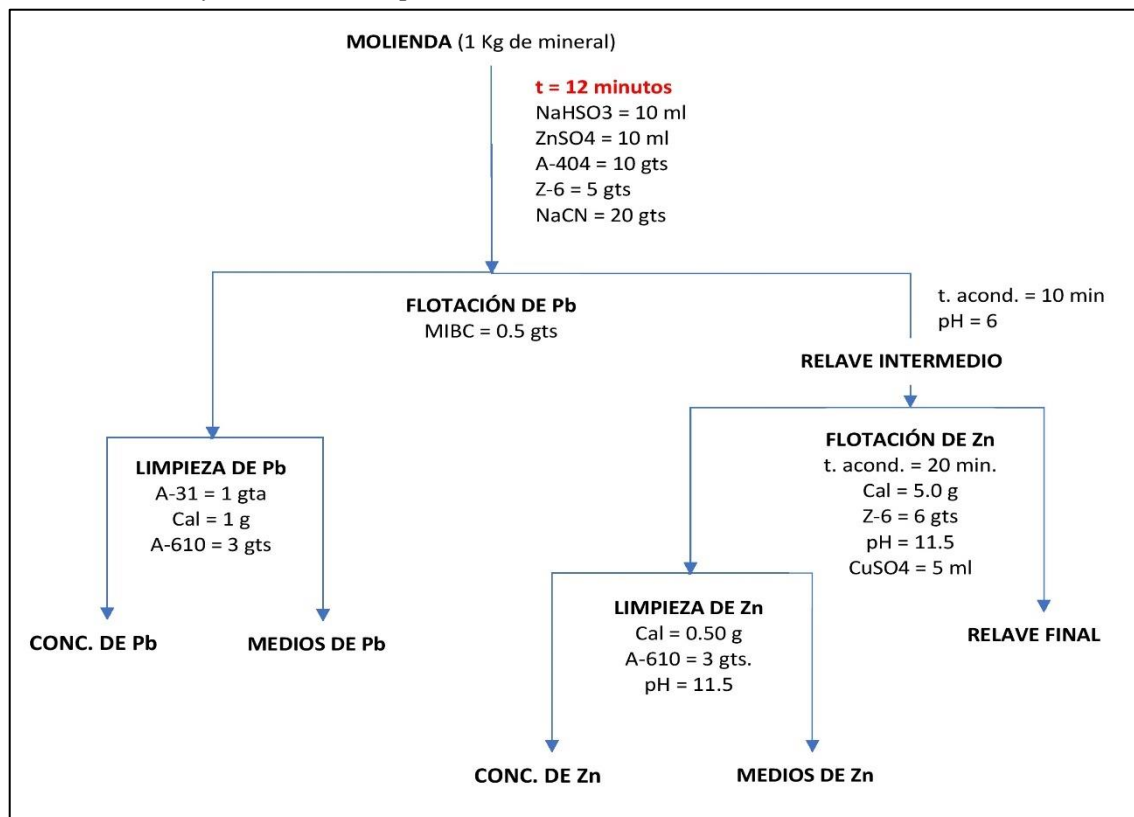 MOLIENDA (1 Kg de mineral)
t = 12 minutos
NaHSO3 = 10 ml
ZnSO4 = 10 ml
A-404 = 10 gts
Z-6 = 5 gts
NaCN = 20 gts
FLOTACIÓN DE Pb
MIBC = 0.5 gts
t. acond. = 10 min
pH = 6
RELAVE INTERMEDIO
LIMPIEZA DE Pb
A-31 = 1 gta
Cal = 1 g
A-610 = 3 gts
CONC. DE Pb
MEDIOS DE Pb
FLOTACIÓN DE Zn
t. acond. = 20 min.
Cal = 5.0 g
Z-6 = 6 gts
pH = 11.5
CuSO4 = 5 ml
LIMPIEZA DE Zn
Cal = 0.50 g
A-610 = 3 gts.
pH = 11.5
RELAVE FINAL
CONC. DE Zn
MEDIOS DE Zn